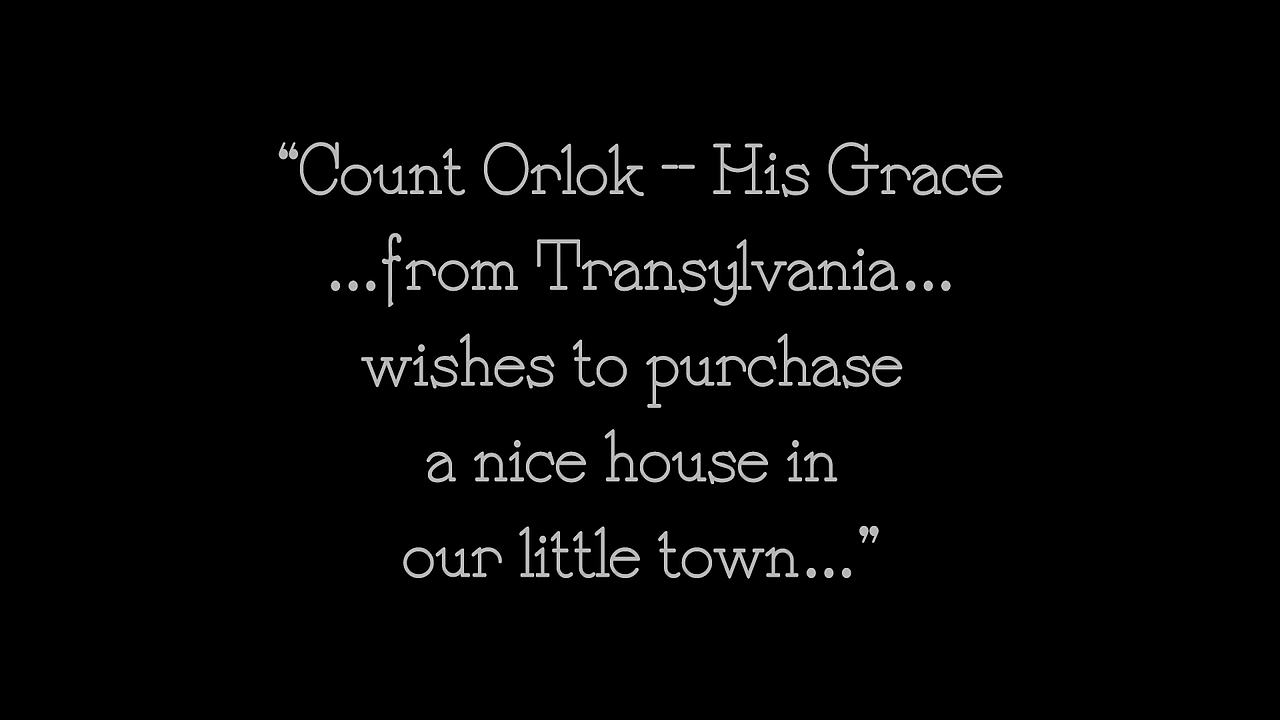 “Count Orlok -- His Grace
...from Transylvania...
wishes to purchase
a nice house in
our little town...”